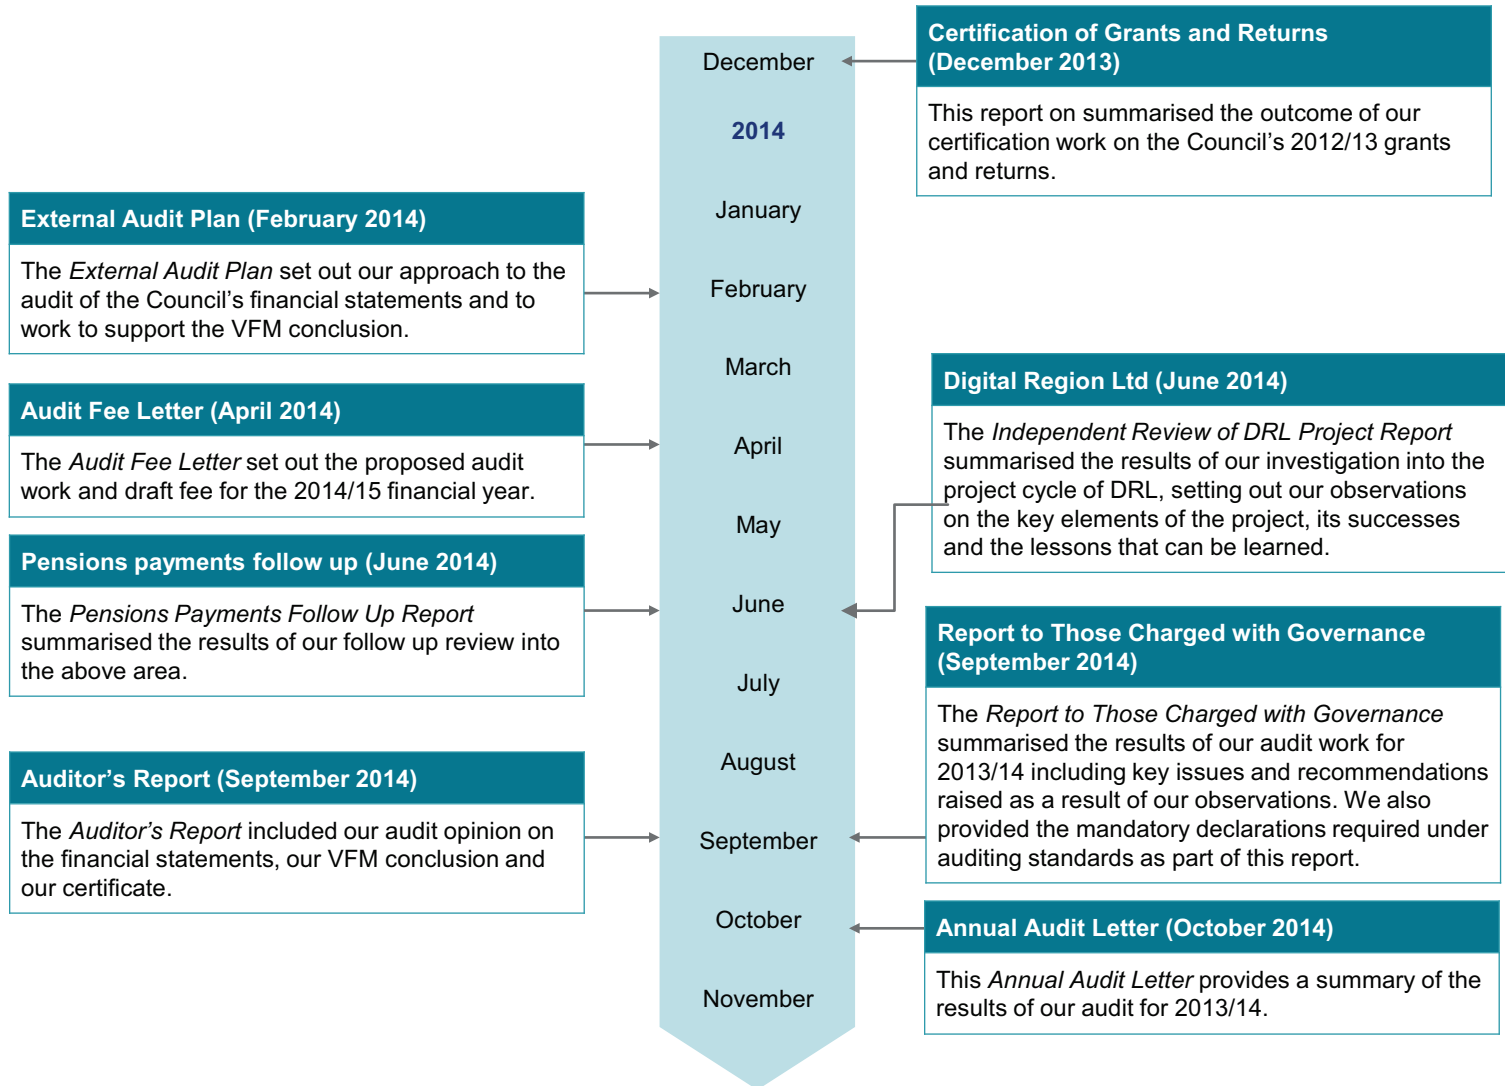 December
2014
January
February
March
April
May
June
July
August
September
October
November
Certification of Grants and Returns
(December 2013)
This report on summarised the outcome of our
certification work on the Council’s 2012/13 grants
and returns.
External Audit Plan (February 2014)
The External Audit Plan set out our approach to the
audit of the Council’s financial statements and to
work to support the VFM conclusion.
Audit Fee Letter (April 2014)
The Audit Fee Letter set out the proposed audit
work and draft fee for the 2014/15 financial year.
Pensions payments follow up (June 2014)
The Pensions Payments Follow Up Report
summarised the results of our follow up review into
the above area.
Digital Region Ltd (June 2014)
The Independent Review of DRL Project Report
summarised the results of our investigation into the
project cycle of DRL, setting out our observations
on the key elements of the project, its successes
and the lessons that can be learned.
Auditor’s Report (September 2014)
The Auditor’s Report included our audit opinion on
the financial statements, our VFM conclusion and
our certificate.
Report to Those Charged with Governance
(September 2014)
The Report to Those Charged with Governance
summarised the results of our audit work for
2013/14 including key issues and recommendations
raised as a result of our observations. We also
provided the mandatory declarations required under
auditing standards as part of this report.
Annual Audit Letter (October 2014)
This Annual Audit Letter provides a summary of the
results of our audit for 2013/14.